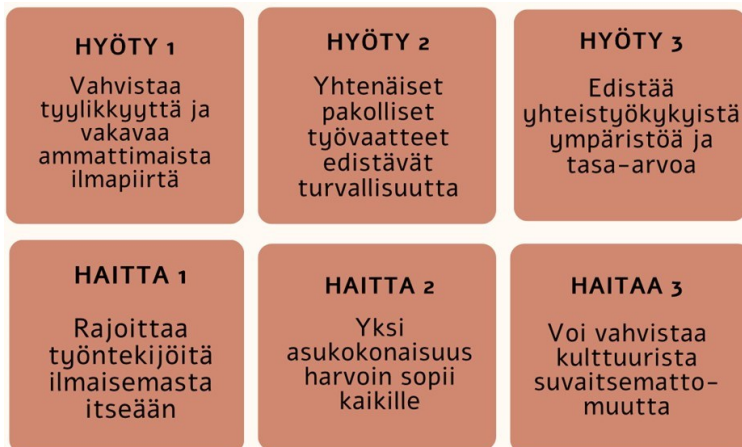 HYÖTY 1
Vahvistaa
tyylikkyyttä ja
vakavaa
ammattimaista
ilmapiirtä
HYÖTY 2
Yhtenäiset
pakolliset
työvaatteet
edistävät
turvallisuutta
HYÖTY 3
Edistää
yhteistyökykyistä
ympäristöä ja
tasa-arvoa
HAITTA 1
Rajoittaa
työntekijöitä
ilmaisemasta
itseään
HAITTA 2
Yksi
asukokonaisuus
harvoin sopii
kaikille
HAITAA 3
Voi vahvistaa
kulttuurista
suvaitsematto-
muutta